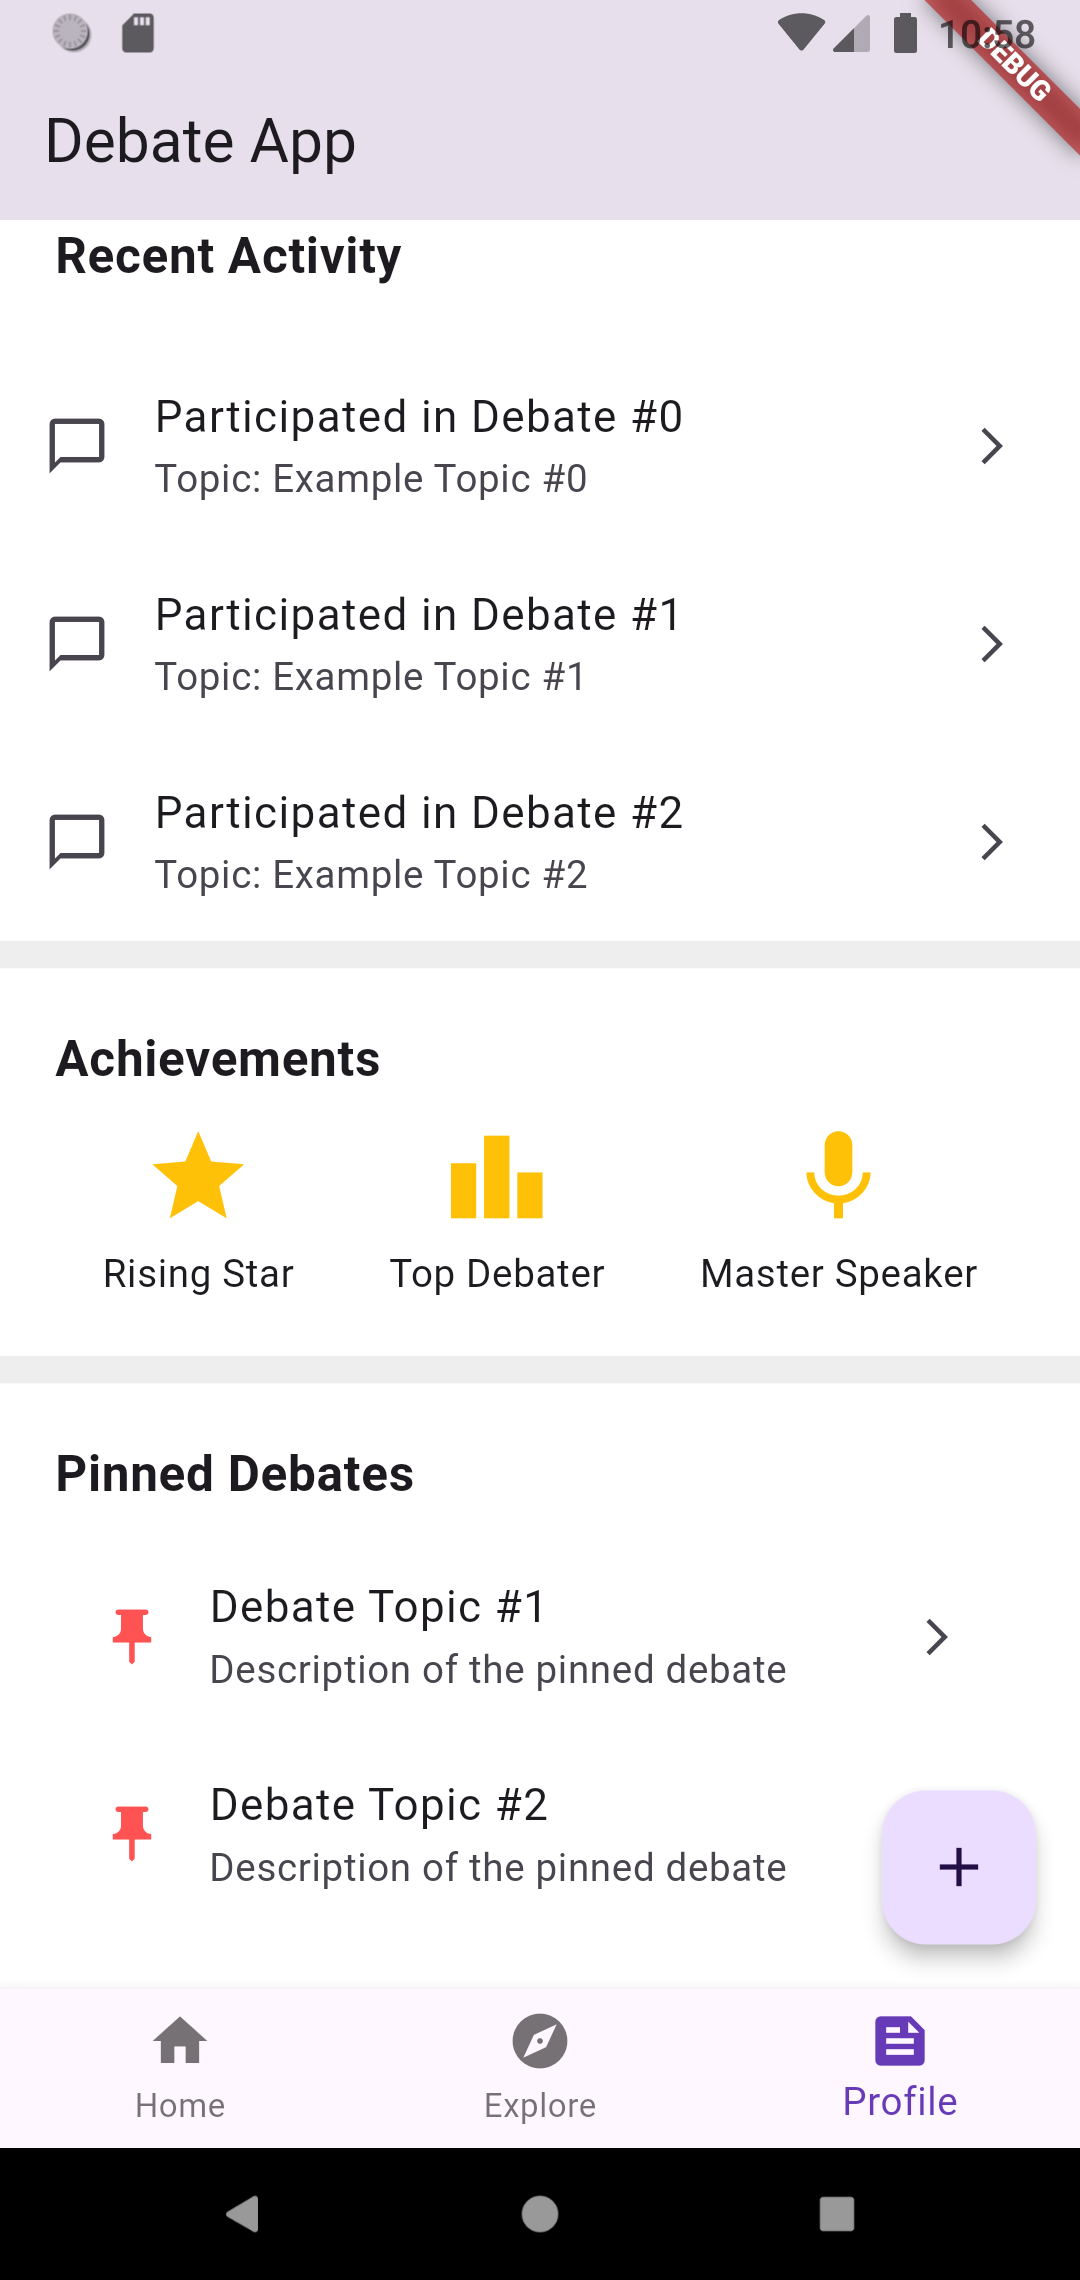 10:58
DEBUG
Debate App
Recent Activity
Participated in Debate #0
Topic: Example Topic #0
Participated in Debate #1
Topic: Example Topic #1
Participated in Debate #2
Topic: Example Topic #2
Achievements
Rising Star Top Debater Master Speaker
Pinned Debates
Debate Topic #1
Description of the pinned debate
Debate Topic #2
Description of the pinned debate
Home Explore Profile